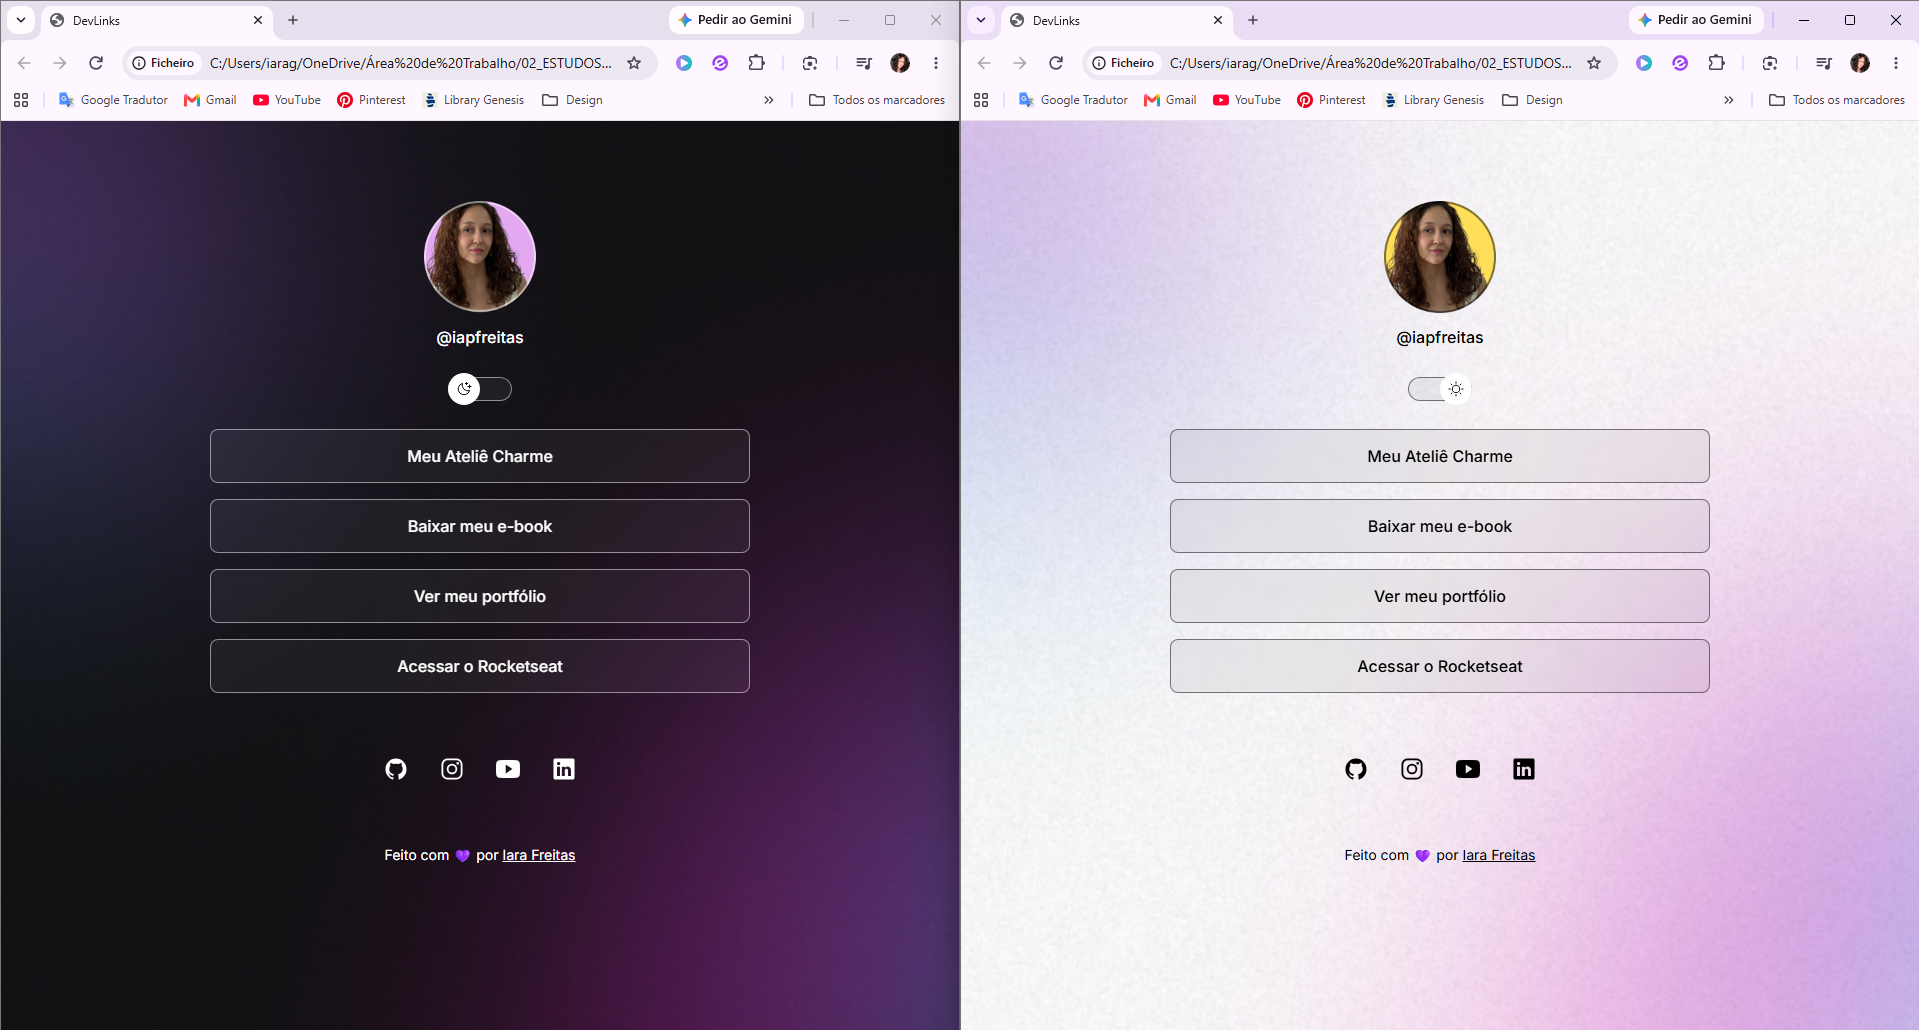 DevLinks
Pedir ao Gemini
Ficheiro
C:/Users/iarag/OneDrive/Área%20de%20Trabalho/02_ESTUDOS...
Google Tradutor
Gmail
YouTube
Pinterest
Library Genesis
Design
Todos os marcadores
@iapfreitas
Meu Ateliê Charme
Baixar meu e-book
Ver meu portfólio
Acessar o Rocketseat
Feito com 💜 por Iara Freitas
DevLinks
Pedir ao Gemini
Ficheiro
C:/Users/iarag/OneDrive/Área%20de%20Trabalho/02_ESTUDOS...
Google Tradutor
Gmail
YouTube
Pinterest
Library Genesis
Design
Todos os marcadores
@iapfreitas
Meu Ateliê Charme
Baixar meu e-book
Ver meu portfólio
Acessar o Rocketseat
Feito com 💜 por Iara Freitas